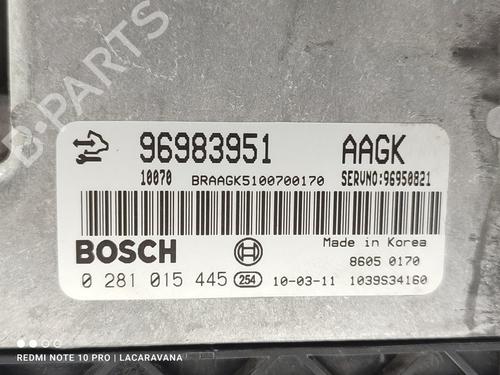 B-PARTS
96983951 AAGK
10070 BRAAGK5100700170 SERVNO:96950821
BOSCH Made in Korea
8605 0170
0 281 015 445 254 10-03-11 1039S34160
REDMI NOTE 10 PRO | LACARAVANA